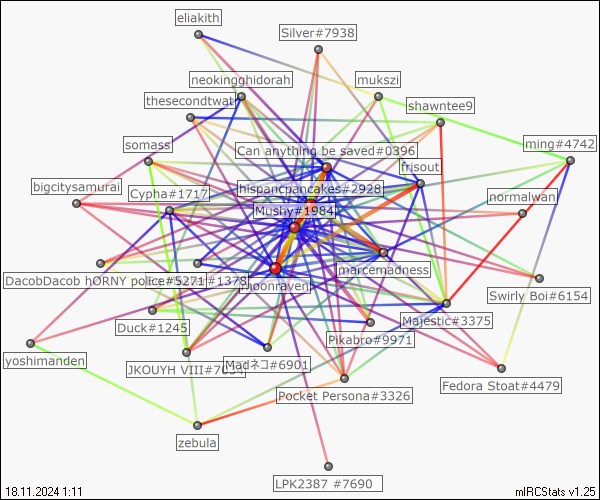 eliakith
Silver#7938
neokingghidorah
mukszi
thesecondtwat
shawntee9
somass
Can anything be saved#0396
ming#4742
frisout
bigcitysamurai
Cypha#1717
hispancpancakes#2928
normalwan
Mushy#1984
DacobDacob hORNY police#5271
#1378
moonraven
marcemadness
Swirly Boi#6154
Duck#1245
Majestic#3375
Pikabro#9971
yoshimanden
JKOUYH VIII#7034
Madネコ#6901
Fedora Stoat#4479
Pocket Persona#3326
zebula
LPK2387 #7690
18.11.2024 1:11
mIRCStats v1.25